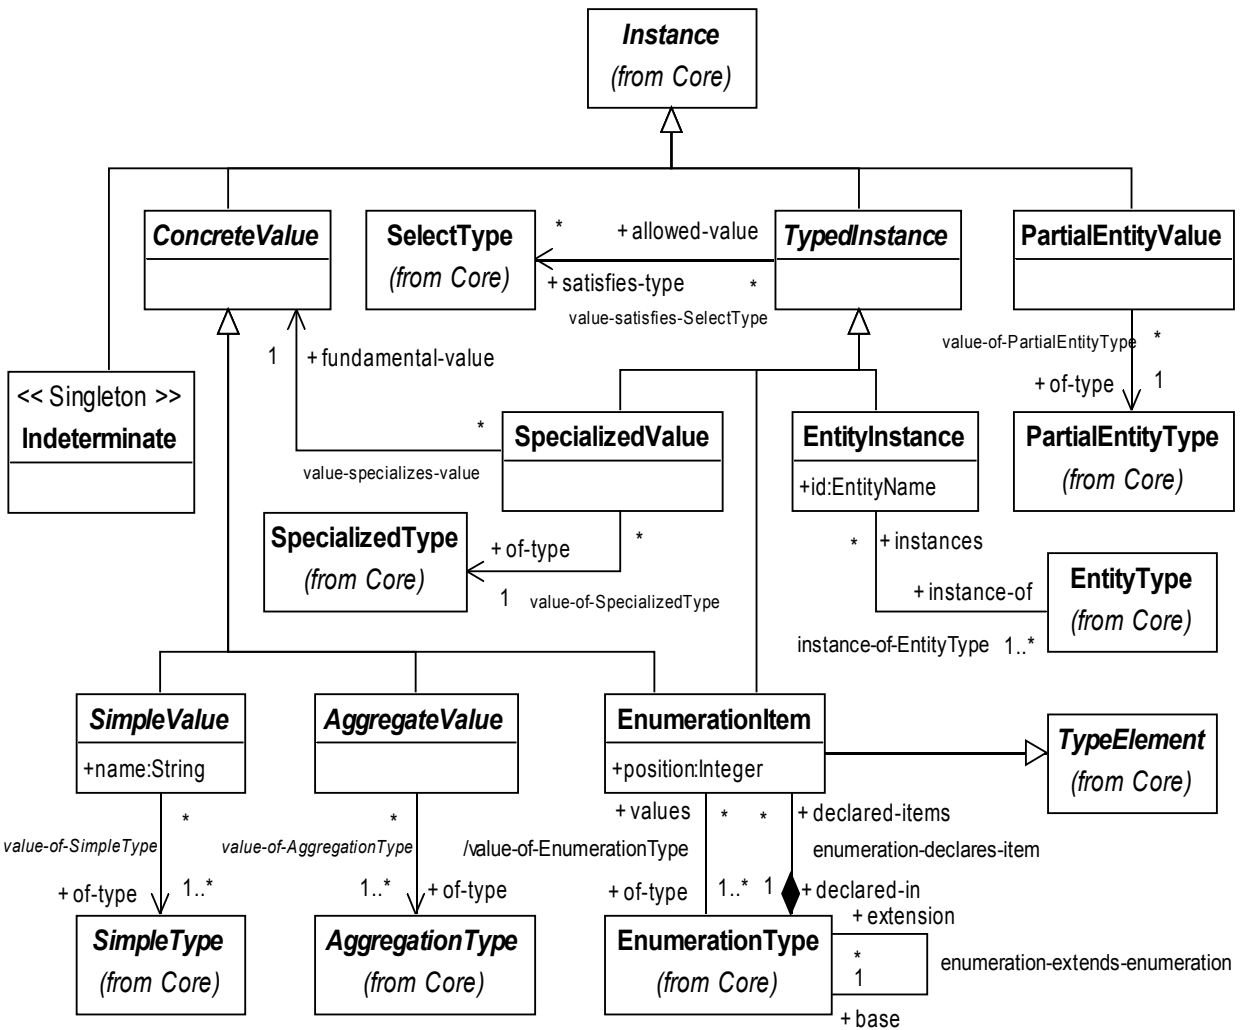 Instance
(from Core)
ConcreteValue
SelectType
(from Core)
*
+ allowed-value
+ satisfies-type
*
value-satisfies-SelectType
TypedInstance
PartialEntityValue
value-of-PartialEntityType
*
+ of-type
1
1
+ fundamental-value
<< Singleton >>
Indeterminate
*
value-specializes-value
SpecializedValue
EntityInstance
+id:EntityName
PartialEntityType
(from Core)
SpecializedType
(from Core)
+ of-type
*
1
value-of-SpecializedType
*
+ instances
+ instance-of
instance-of-EntityType
1..*
EntityType
(from Core)
SimpleValue
+name:String
AggregateValue
EnumerationItem
+position:Integer
TypeElement
(from Core)
*
value-of-SimpleType
+ of-type
1..*
*
value-of-AggregationType
1..*
+ of-type
+ values
*
*
+ declared-items
/value-of-EnumerationType
enumeration-declares-item
+ of-type
1..*
1
+ declared-in
+ extension
SimpleType
(from Core)
AggregationType
(from Core)
EnumerationType
(from Core)
*
1
enumeration-extends-enumeration
+ base